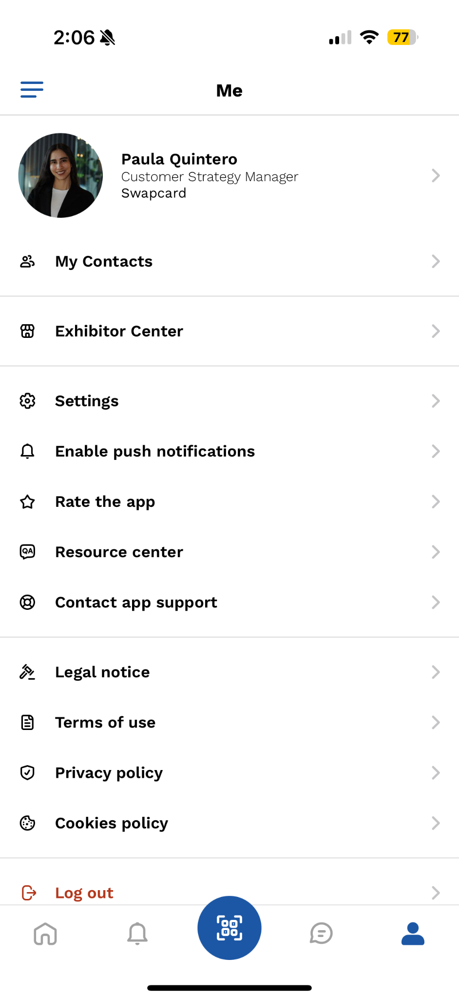 2:06
77
Me
Paula Quintero
Customer Strategy Manager
Swapcard
My Contacts
Exhibitor Center
Settings
Enable push notifications
Rate the app
QA
Resource center
Contact app support
Legal notice
Terms of use
Privacy policy
Cookies policy
Log out